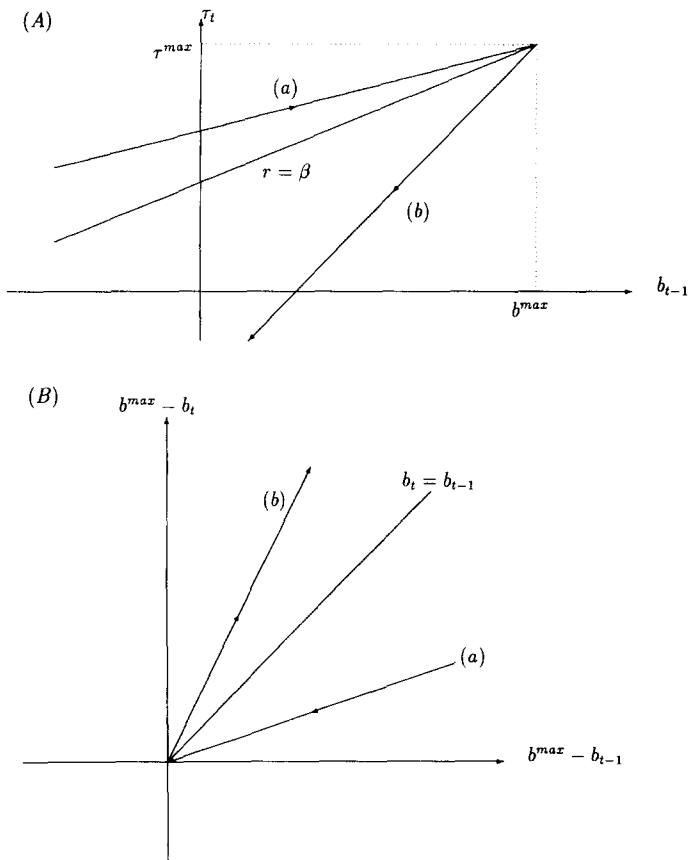 (A)
τ_t
τ^{max}
(a)
r = β
(b)
b_{t−1}
b^{max}
(B)
b^{max} − b_t
(b)
b_t = b_{t−1}
(a)
b^{max} − b_{t−1}